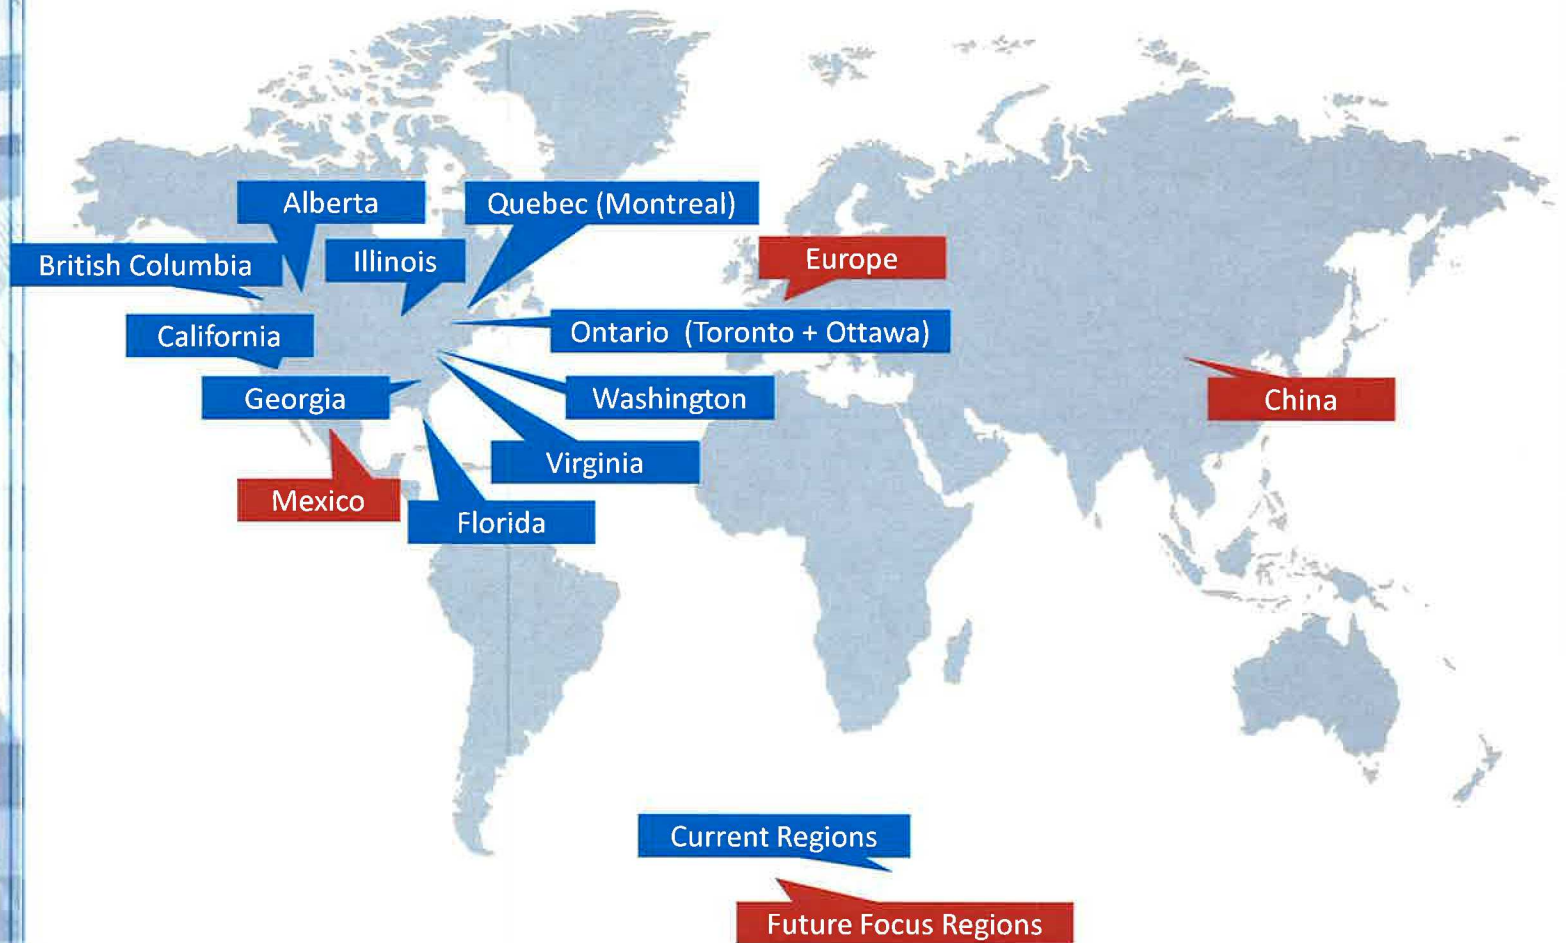 Alberta
Quebec (Montreal)
British Columbia
Illinois
Europe
California
Ontario  (Toronto + Ottawa)
Georgia
Washington
China
Virginia
Mexico
Florida
Current Regions
Future Focus Regions